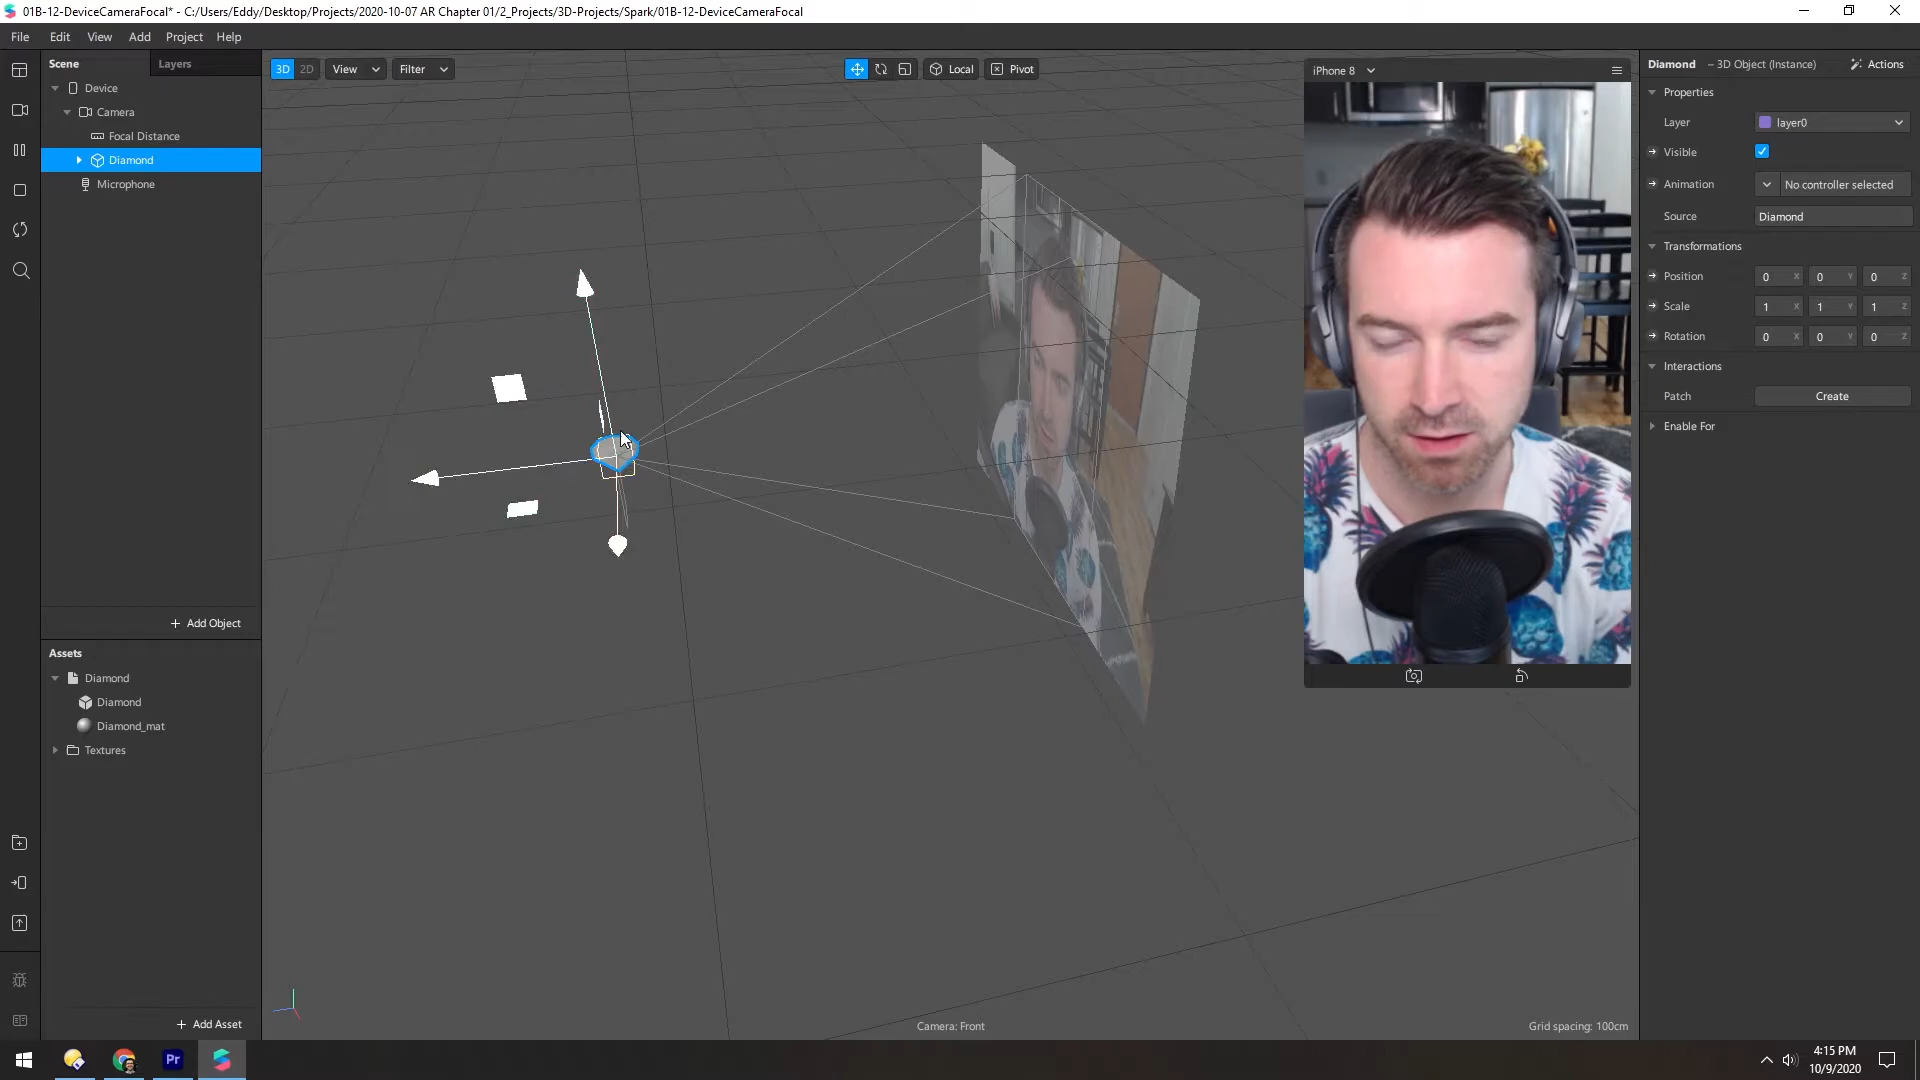 01B-12-DeviceCameraFocal* - C:/Users/Eddy/Desktop/Projects/2020-10-07 AR Chapter 01/2_Projects/3D-Projects/Spark/01B-12-DeviceCameraFocal
File Edit View Add Project Help
Scene Layers
Device
Camera
Focal Distance
Diamond
Microphone
+ Add Object
Assets
Diamond
Diamond
Diamond_mat
Textures
+ Add Asset
3D 2D View Filter Local Pivot
iPhone 8
Camera: Front
Grid spacing: 100cm
Diamond – 3D Object (Instance) Actions
Properties
Layer layer0
Visible
Animation No controller selected
Source Diamond
Transformations
Position 0 X 0 Y 0 Z
Scale 1 X 1 Y 1 Z
Rotation 0 X 0 Y 0 Z
Interactions
Patch Create
Enable For
Pr
4:15 PM
10/9/2020